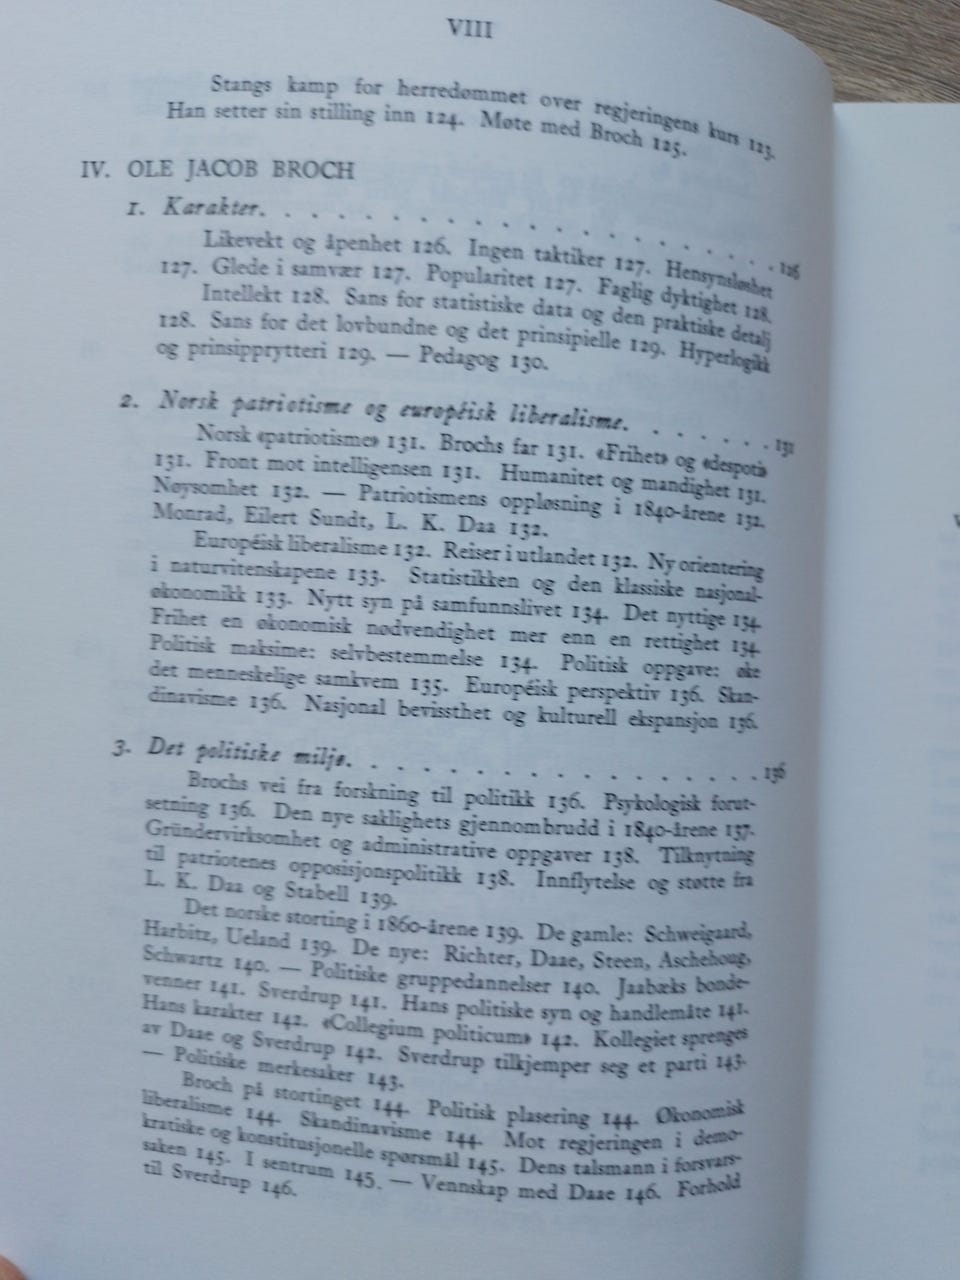 VIII
Stangs kamp for herredømmet over regjeringens kurs 123.
Han setter sin stilling inn 124. Møte med Broch 125.
IV. OLE JACOB BROCH
1. Karakter. . . . . . . . . . . . . . . . . . . . 126
Likevekt og åpenhet 126. Ingen taktiker 127. Hensynsløshet
127. Glede i samvær 127. Popularitet 127. Faglig dyktighet 128.
Intellekt 128. Sans for statistiske data og den praktiske detalj
128. Sans for det lovbundne og det prinsipielle 129. Hyperlogikk
og prinsipprytteri 129. — Pedagog 130.
2. Norsk patriotisme og européisk liberalisme. . . . . . . 131
Norsk «patriotisme» 131. Brochs far 131. «Frihet» og «despoti»
131. Front mot intelligensen 131. Humanitet og mandighet 131.
Nøysomhet 132. — Patriotismens oppløsning i 1840-årene 132.
Monrad, Eilert Sundt, L. K. Daa 132.
Européisk liberalisme 132. Reiser i utlandet 132. Ny orientering
i naturvitenskapene 133. Statistikken og den klassiske nasjonal-
økonomikk 133. Nytt syn på samfunnslivet 134. Det nyttige 134.
Frihet en økonomisk nødvendighet mer enn en rettighet 134.
Politisk maksime: selvbestemmelse 134. Politisk oppgave: øke
det menneskelige samkvem 135. Européisk perspektiv 136. Skan-
dinavisme 136. Nasjonal bevissthet og kulturell ekspansjon 136.
3. Det politiske miljø. . . . . . . . . . . . . . . . . 136
Brochs vei fra forskning til politikk 136. Psykologisk forut-
setning 136. Den nye saklighets gjennombrudd i 1840-årene 137.
Gründervirksomhet og administrative oppgaver 138. Tilknytning
til patriotenes opposisjonspolitikk 138. Innflytelse og støtte fra
L. K. Daa og Stabell 139.
Det norske storting i 1860-årene 139. De gamle: Schweigaard,
Harbitz, Ueland 139. De nye: Richter, Daae, Steen, Aschehoug,
Schwartz 140. — Politiske gruppedannelser 140. Jaabæks bonde-
venner 141. Sverdrup 141. Hans politiske syn og handlemåte 141.
Hans karakter 142. «Collegium politicum» 142. Kollegiet sprenges
av Daae og Sverdrup 142. Sverdrup tilkjemper seg et parti 143.
— Politiske merkesaker 143.
Broch på stortinget 144. Politisk plasering 144. Økonomisk
liberalisme 144. Skandinavisme 144. Mot regjeringen i demo-
kratiske og konstitusjonelle spørsmål 145. Dens talsmann i forsvars-
saken 145. I sentrum 145. — Vennskap med Daae 146. Forhold
til Sverdrup 146.